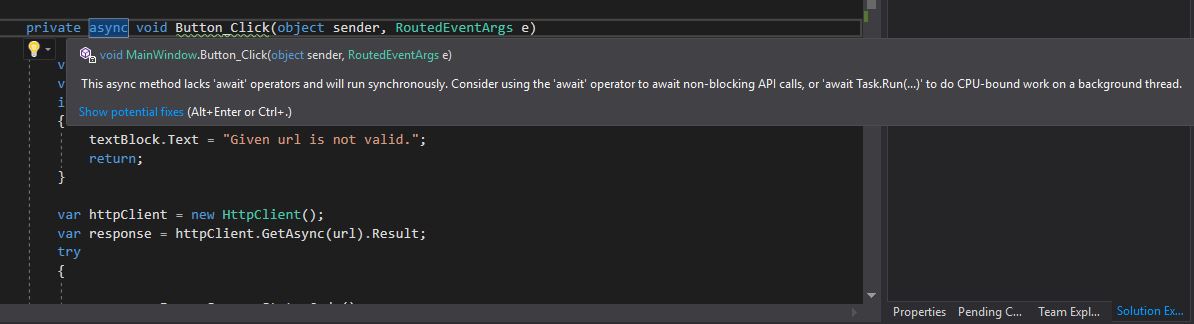 private async void Button_Click(object sender, RoutedEventArgs e)
void MainWindow.Button_Click(object sender, RoutedEventArgs e)
This async method lacks 'await' operators and will run synchronously. Consider using the 'await' operator to await non-blocking API calls, or 'await Task.Run(...)' to do CPU-bound work on a background thread.
Show potential fixes (Alt+Enter or Ctrl+.)
{
textBlock.Text = "Given url is not valid.";
return;
}
var httpClient = new HttpClient();
var response = httpClient.GetAsync(url).Result;
try
{
Properties Pending C... Team Expl... Solution Ex...